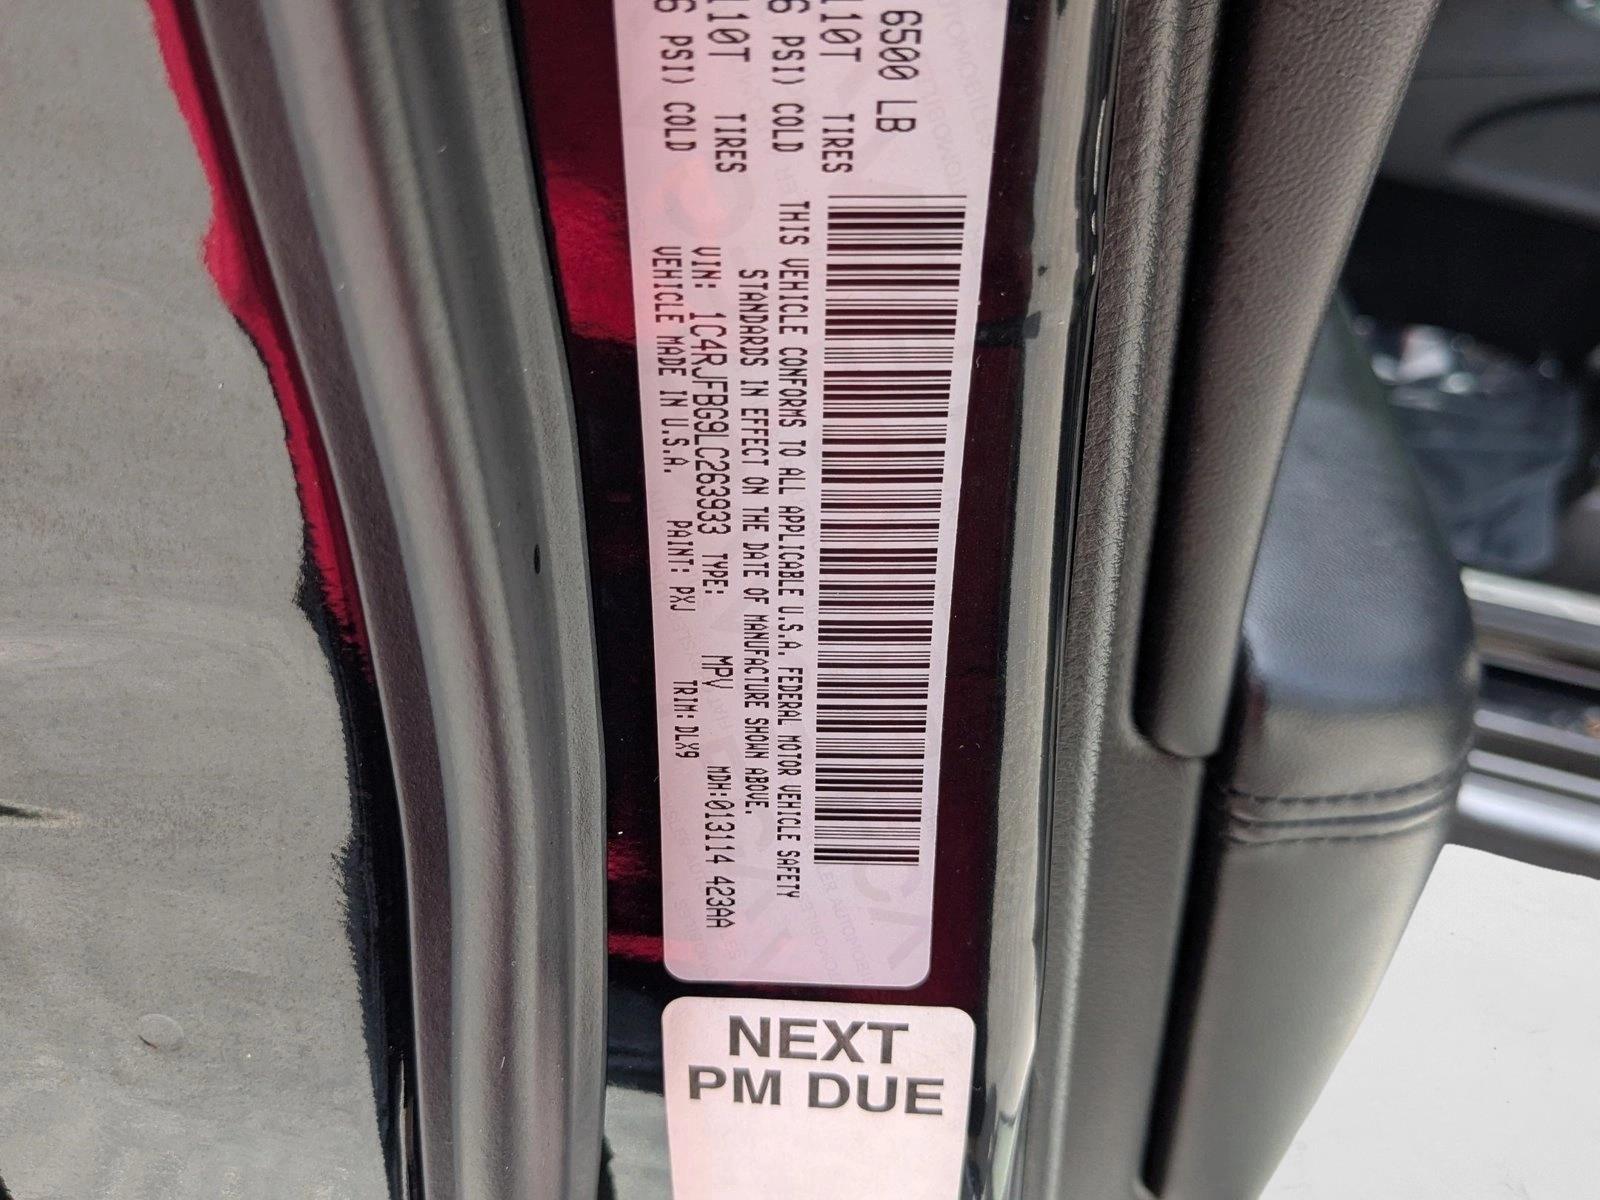 6500 LB
110T TIRES
6 PSI) COLD
110T TIRES
6 PSI) COLD
THIS VEHICLE CONFORMS TO ALL APPLICABLE U.S.A. FEDERAL MOTOR VEHICLE SAFETY
STANDARDS IN EFFECT ON THE DATE OF MANUFACTURE SHOWN ABOVE.
VIN: 1C4RJFBG9LC263933 TYPE: MPV MDH:013114 423AA
VEHICLE MADE IN U.S.A. PAINT: PXJ TRIM: DLX9
NEXT
PM DUE